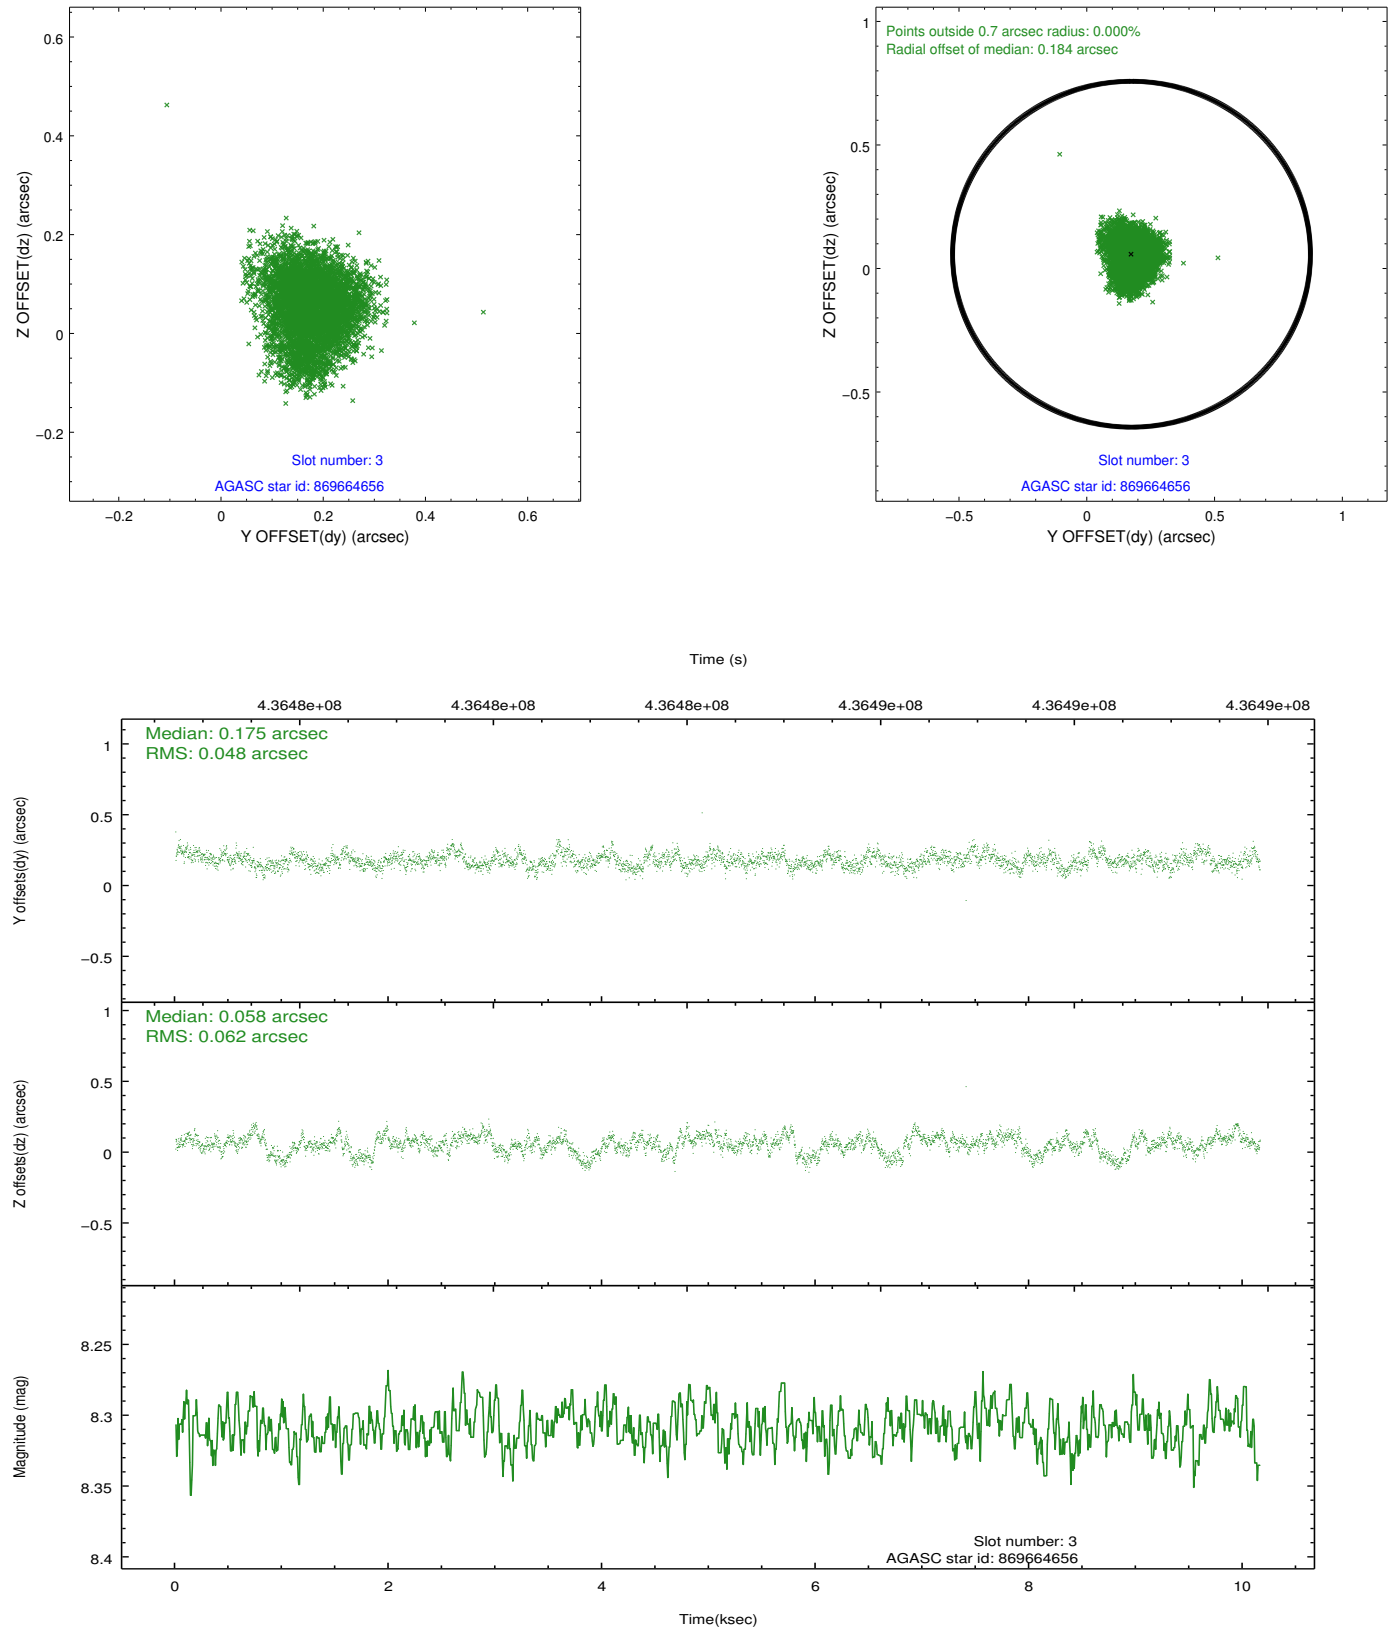 0.6
0.4
0.2
0
−0.2
Z OFFSET(dz) (arcsec)
Slot number: 3
AGASC star id: 869664656
−0.2 0 0.2 0.4 0.6
Y OFFSET(dy) (arcsec)
Points outside 0.7 arcsec radius: 0.000%
Radial offset of median: 0.184 arcsec
1
0.5
0
−0.5
Z OFFSET(dz) (arcsec)
Slot number: 3
AGASC star id: 869664656
−0.5 0 0.5 1
Y OFFSET(dy) (arcsec)
Time (s)
4.3648e+08 4.3648e+08 4.3648e+08 4.3649e+08 4.3649e+08 4.3649e+08
Median: 0.175 arcsec
RMS: 0.048 arcsec
1
0.5
0
−0.5
Y offsets(dy) (arcsec)
Median: 0.058 arcsec
RMS: 0.062 arcsec
1
0.5
0
−0.5
Z offsets(dz) (arcsec)
8.25
8.3
8.35
8.4
Magnitude (mag)
Slot number: 3
AGASC star id: 869664656
0 2 4 6 8 10
Time(ksec)